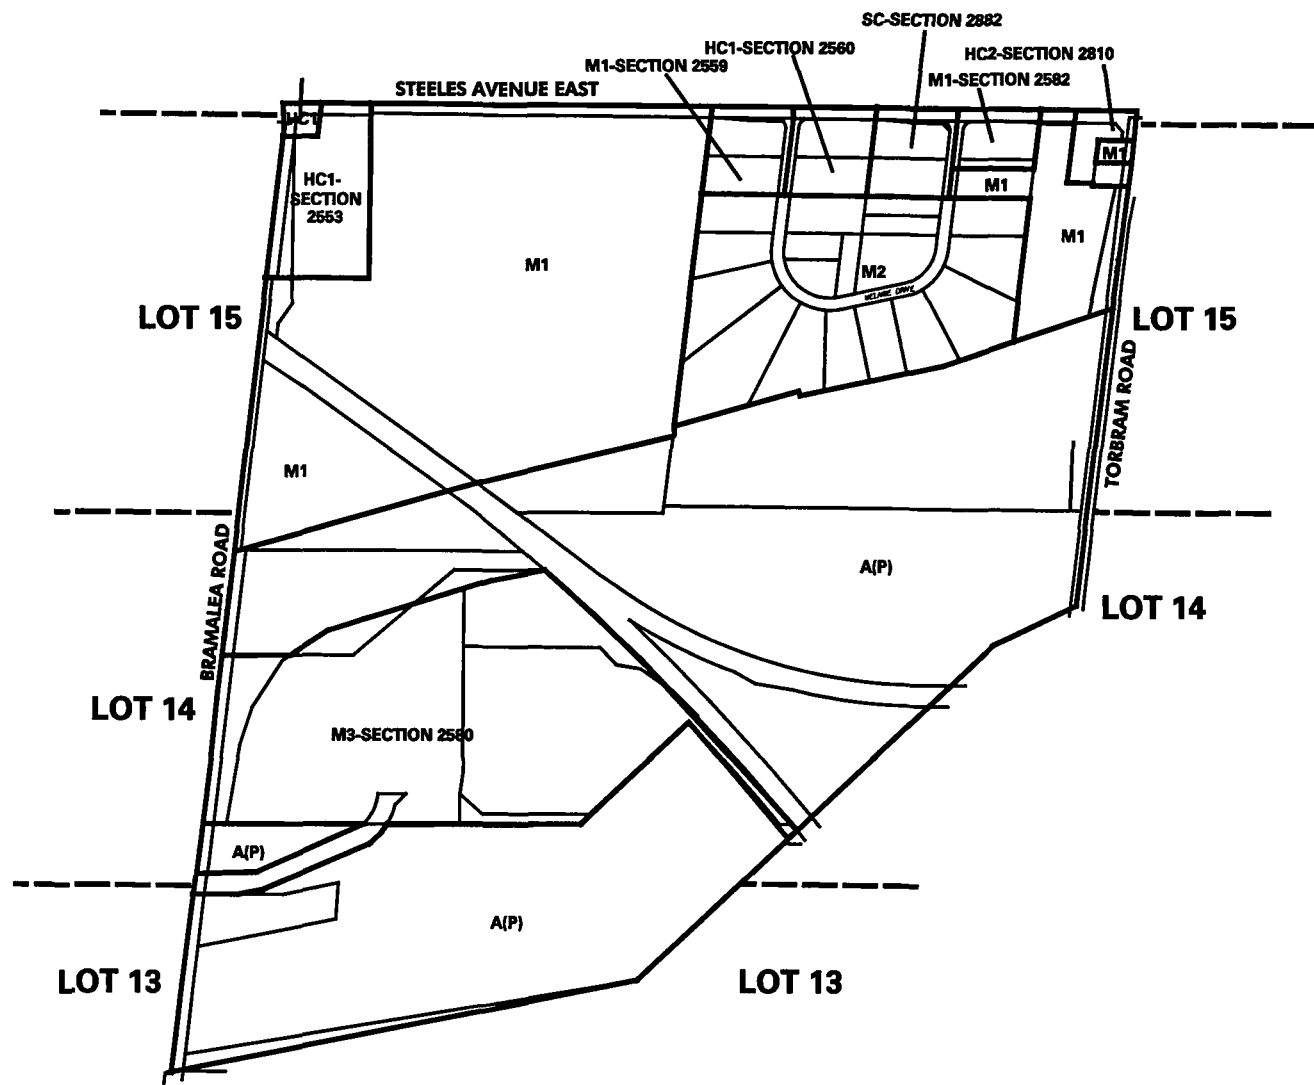 SC-SECTION 2882
HC1-SECTION 2560
HC2-SECTION 2810
M1-SECTION 2559
M1-SECTION 2582
STEELES AVENUE EAST
HC1
M1
HC1-
SECTION
2553
M1
M1
M1
M2
LOT 15
LOT 15
TORBRAM ROAD
M1
BRAMALEA ROAD
A(P)
LOT 14
LOT 14
M3-SECTION 2580
A(P)
A(P)
LOT 13
LOT 13